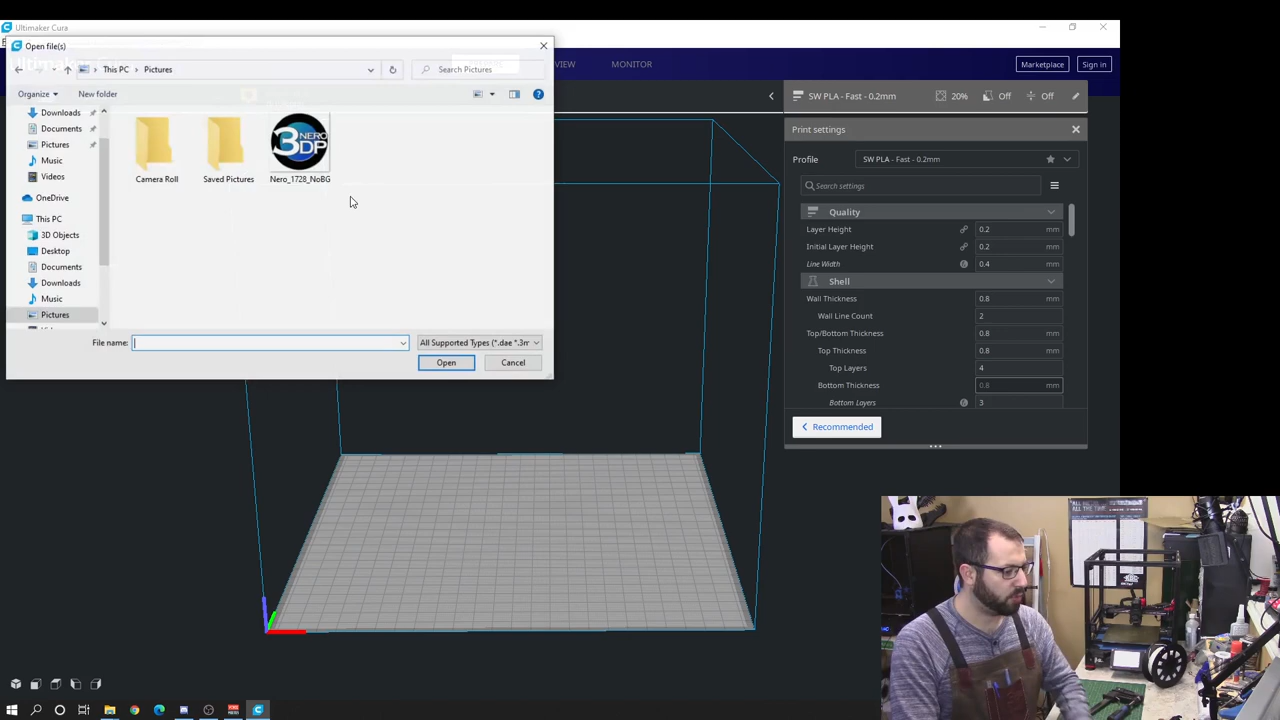 Ultimaker Cura
Open file(s)
This PC
Pictures
Search Pictures
VIEW
MONITOR
Marketplace
Sign in
Organize
New folder
SW PLA - Fast - 0.2mm
20%
Off
Off
Downloads
Documents
Pictures
Music
Videos
OneDrive
This PC
3D Objects
Desktop
Documents
Downloads
Music
Pictures
3 NERO
3DP
Camera Roll
Saved Pictures
Nero_1728_NoBG
File name:
All Supported Types (*.dae *.3m
Open
Cancel
Print settings
Profile
SW PLA - Fast - 0.2mm
Search settings
Quality
Layer Height
0.2
mm
Initial Layer Height
0.2
mm
Line Width
0.4
mm
Shell
Wall Thickness
0.8
mm
Wall Line Count
2
Top/Bottom Thickness
0.8
mm
Top Thickness
0.8
mm
Top Layers
4
Bottom Thickness
0.8
mm
Bottom Layers
3
Recommended
ALL THE TIME